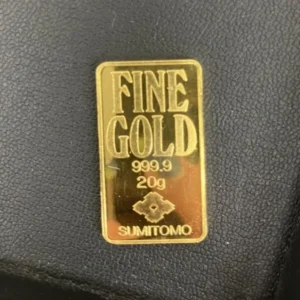 FINE
GOLD
999.9
20g
SUMITOMO